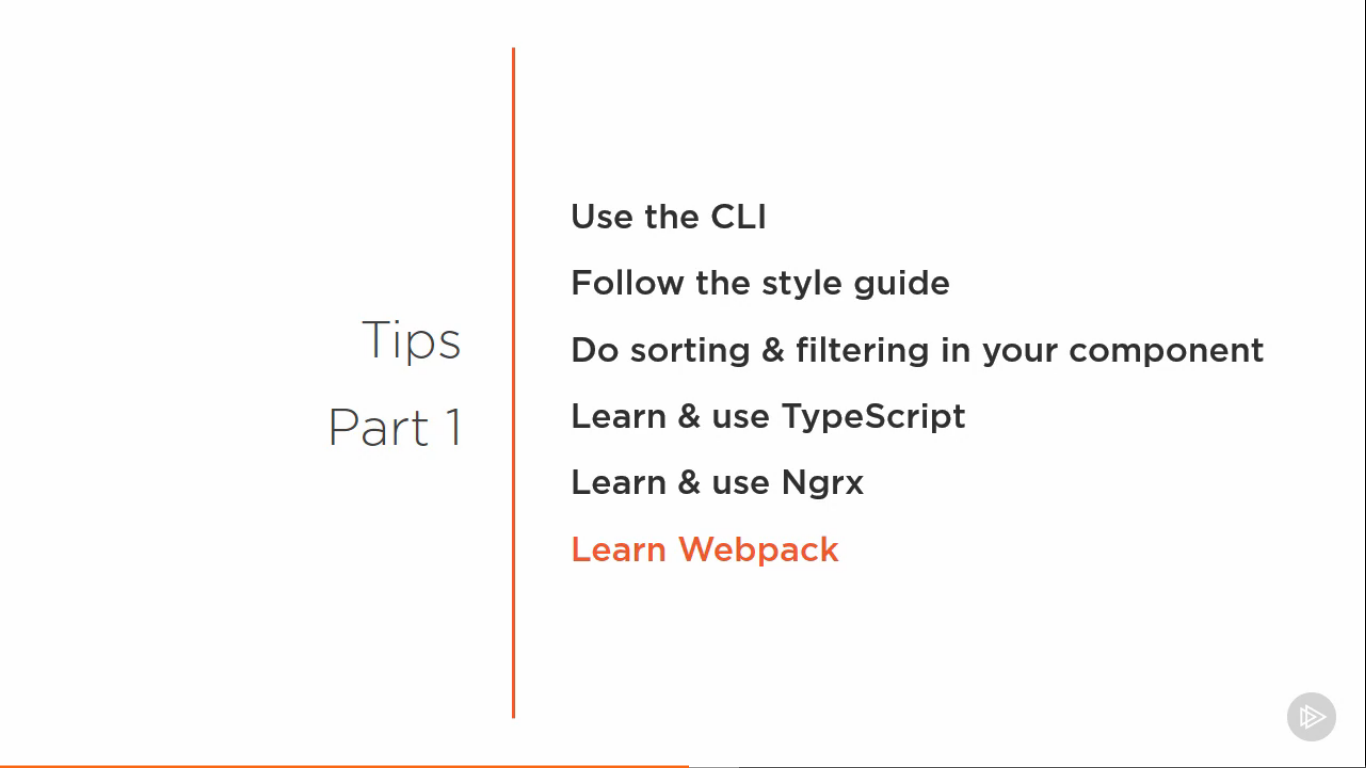 Tips
Part 1
Use the CLI
Follow the style guide
Do sorting & filtering in your component
Learn & use TypeScript
Learn & use Ngrx
Learn Webpack